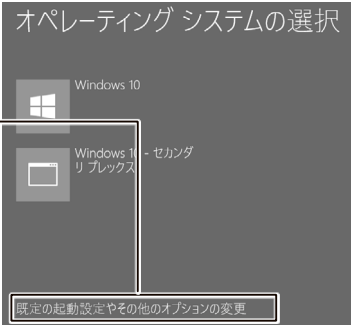 オペレーティング システムの選択
Windows 10
Windows 10 - セカンダ
リ プレックス
既定の起動設定やその他のオプションの変更